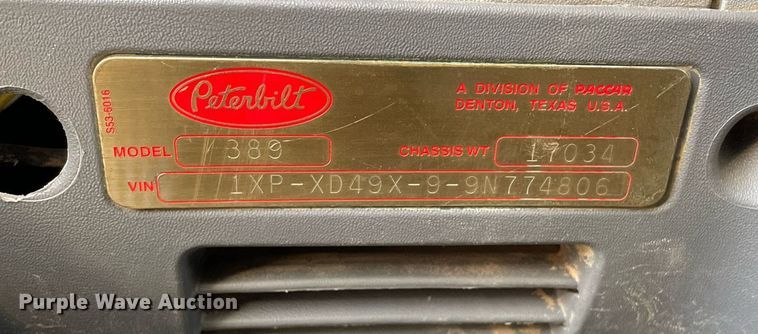 Peterbilt
A DIVISION OF PACCAR
DENTON, TEXAS U.S.A.
S53-6016
MODEL 389 CHASSIS WT 17034
VIN 1XP-XD49X-9-9N774806
Purple Wave Auction